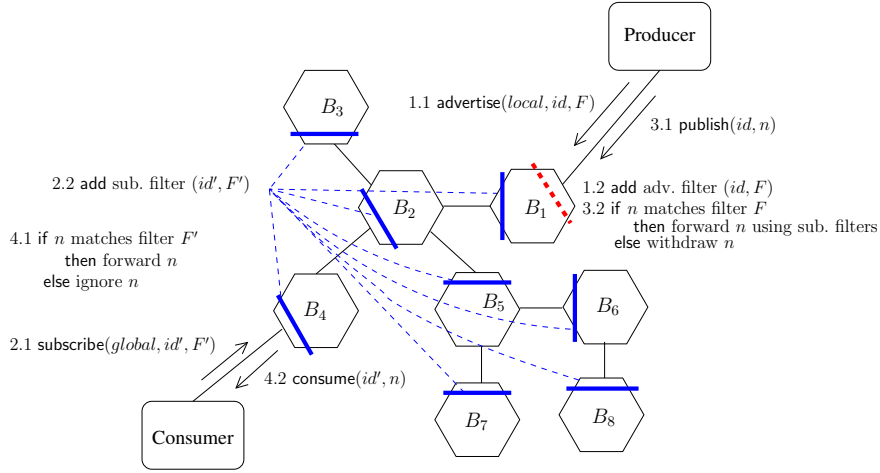 Producer
1.1 advertise(local, id, F)
3.1 publish(id, n)
B3
2.2 add sub. filter (id′, F′)
B2
B1
1.2 add adv. filter (id, F)
3.2 if n matches filter F
then forward n using sub. filters
else withdraw n
4.1 if n matches filter F′
then forward n
else ignore n
B4
B5
B6
2.1 subscribe(global, id′, F′)
4.2 consume(id′, n)
B7
B8
Consumer